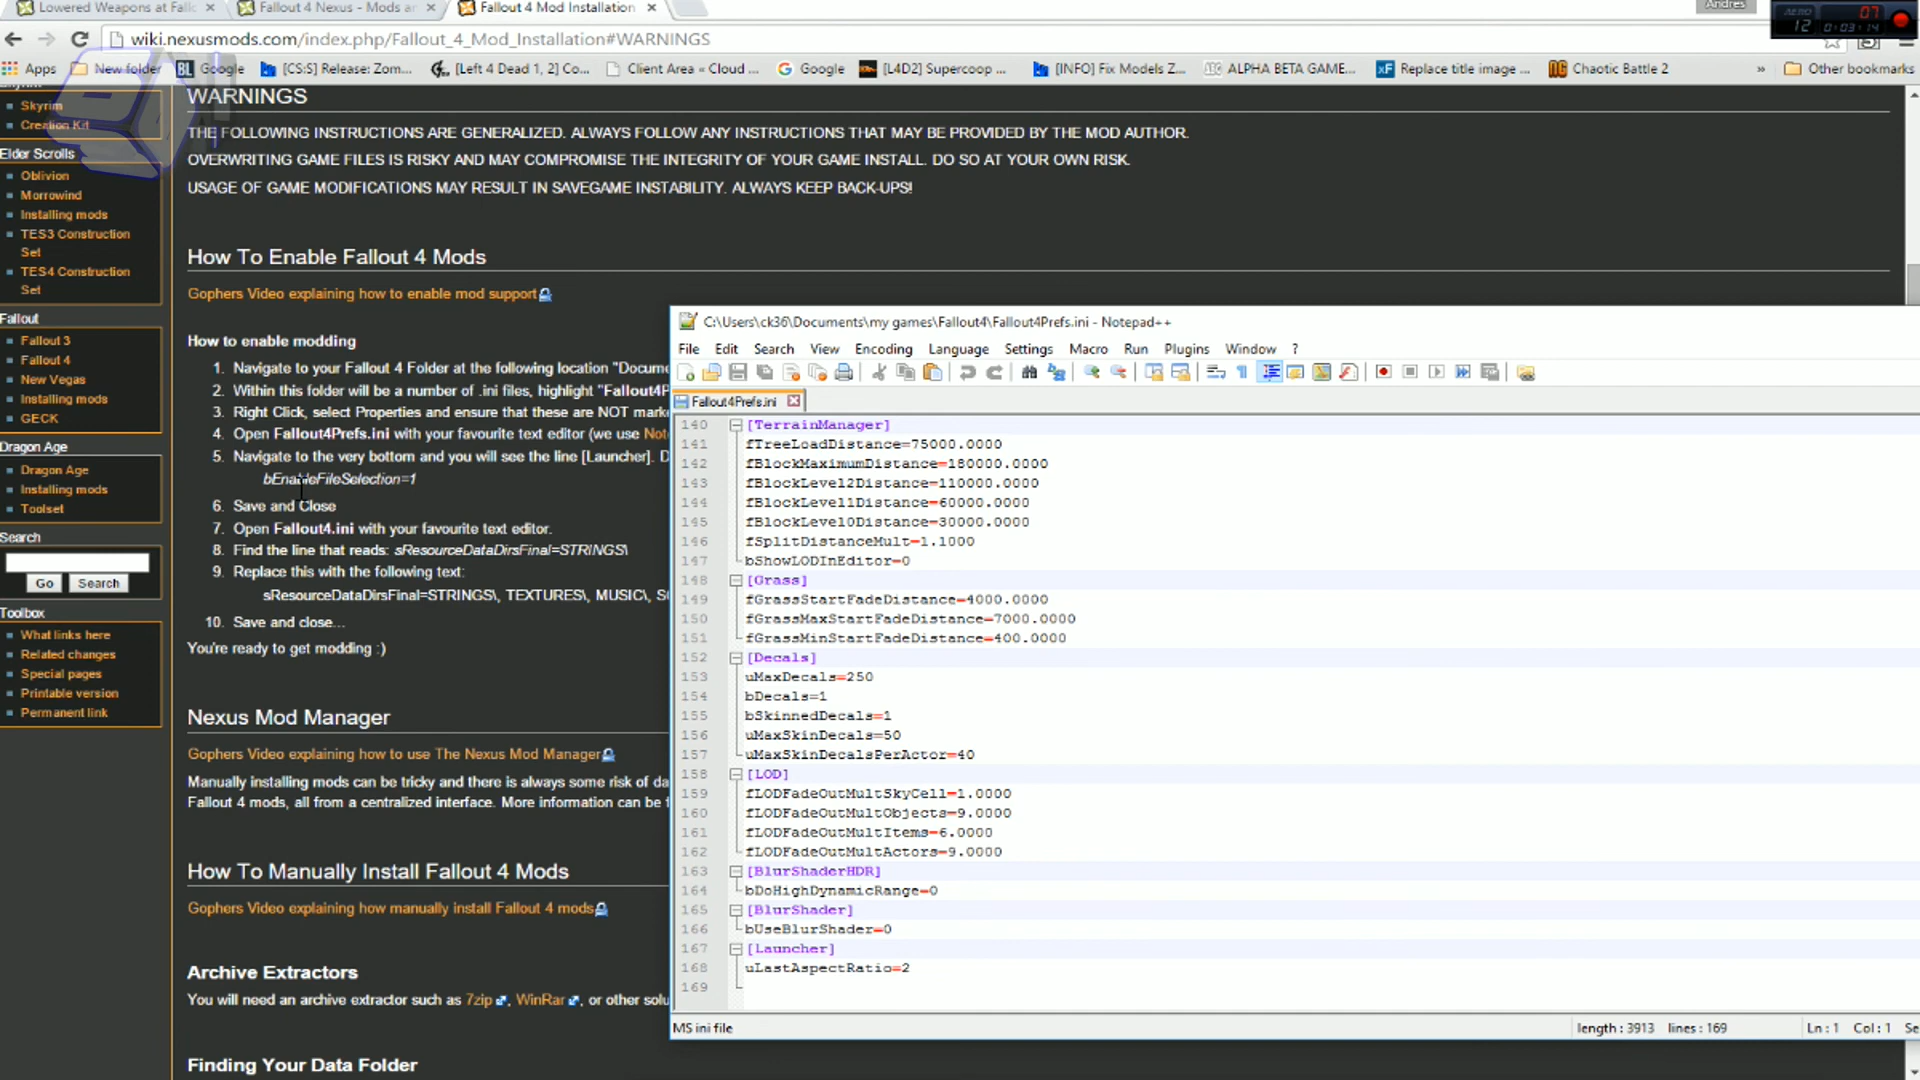 Lowered Weapons at Fallo
Fallout 4 Nexus - Mods a
Fallout 4 Mod Installation
Andres
AERO
12
07
0:03:14
wiki.nexusmods.com/index.php/Fallout_4_Mod_Installation#WARNINGS
Apps
New folder
BL
Google
[CS:S] Release: Zom...
[Left 4 Dead 1, 2] Co...
Client Area « Cloud ...
Google
[L4D2] Supercoop ...
[INFO] Fix Models Z...
ALPHA BETA GAME...
XF
Replace title image ...
Chaotic Battle 2
»
Other bookmarks
Skyrim
Skyrim
Creation Kit
Elder Scrolls
Oblivion
Morrowind
Installing mods
TES3 Construction
Set
TES4 Construction
Set
Fallout
Fallout 3
Fallout 4
New Vegas
Installing mods
GECK
Dragon Age
Dragon Age
Installing mods
Toolset
Search
Go
Search
Toolbox
What links here
Related changes
Special pages
Printable version
Permanent link
WARNINGS
THE FOLLOWING INSTRUCTIONS ARE GENERALIZED. ALWAYS FOLLOW ANY INSTRUCTIONS THAT MAY BE PROVIDED BY THE MOD AUTHOR.
OVERWRITING GAME FILES IS RISKY AND MAY COMPROMISE THE INTEGRITY OF YOUR GAME INSTALL. DO SO AT YOUR OWN RISK.
USAGE OF GAME MODIFICATIONS MAY RESULT IN SAVEGAME INSTABILITY. ALWAYS KEEP BACK-UPS!
How To Enable Fallout 4 Mods
Gophers Video explaining how to enable mod support
How to enable modding
1. Navigate to your Fallout 4 Folder at the following location "Docume
2. Within this folder will be a number of .ini files, highlight "Fallout4P
3. Right Click, select Properties and ensure that these are NOT marke
4. Open Fallout4Prefs.ini with your favourite text editor (we use Not
5. Navigate to the very bottom and you will see the line [Launcher]. D
bEnableFileSelection=1
6. Save and Close
7. Open Fallout4.ini with your favourite text editor.
8. Find the line that reads: sResourceDataDirsFinal=STRINGS\
9. Replace this with the following text:
sResourceDataDirsFinal=STRINGS\, TEXTURES\, MUSIC\, S
10. Save and close...
You're ready to get modding :)
Nexus Mod Manager
Gophers Video explaining how to use The Nexus Mod Manager
Manually installing mods can be tricky and there is always some risk of da
Fallout 4 mods, all from a centralized interface. More information can be f
How To Manually Install Fallout 4 Mods
Gophers Video explaining how manually install Fallout 4 mods
Archive Extractors
You will need an archive extractor such as 7zip, WinRar, or other solu
Finding Your Data Folder
C:\Users\ck36\Documents\my games\Fallout4\Fallout4Prefs.ini - Notepad++
File Edit Search View Encoding Language Settings Macro Run Plugins Window ?
Fallout4Prefs.ini
140 [TerrainManager]
141 fTreeLoadDistance=75000.0000
142 fBlockMaximumDistance=180000.0000
143 fBlockLevel2Distance=110000.0000
144 fBlockLevel1Distance=60000.0000
145 fBlockLevel0Distance=30000.0000
146 fSplitDistanceMult=1.1000
147 bShowLODInEditor=0
148 [Grass]
149 fGrassStartFadeDistance=4000.0000
150 fGrassMaxStartFadeDistance=7000.0000
151 fGrassMinStartFadeDistance=400.0000
152 [Decals]
153 uMaxDecals=250
154 bDecals=1
155 bSkinnedDecals=1
156 uMaxSkinDecals=50
157 uMaxSkinDecalsPerActor=40
158 [LOD]
159 fLODFadeOutMultSkyCell=1.0000
160 fLODFadeOutMultObjects=9.0000
161 fLODFadeOutMultItems=6.0000
162 fLODFadeOutMultActors=9.0000
163 [BlurShaderHDR]
164 bDoHighDynamicRange=0
165 [BlurShader]
166 bUseBlurShader=0
167 [Launcher]
168 uLastAspectRatio=2
169
MS ini file
length : 3913 lines : 169
Ln : 1 Col : 1 Se